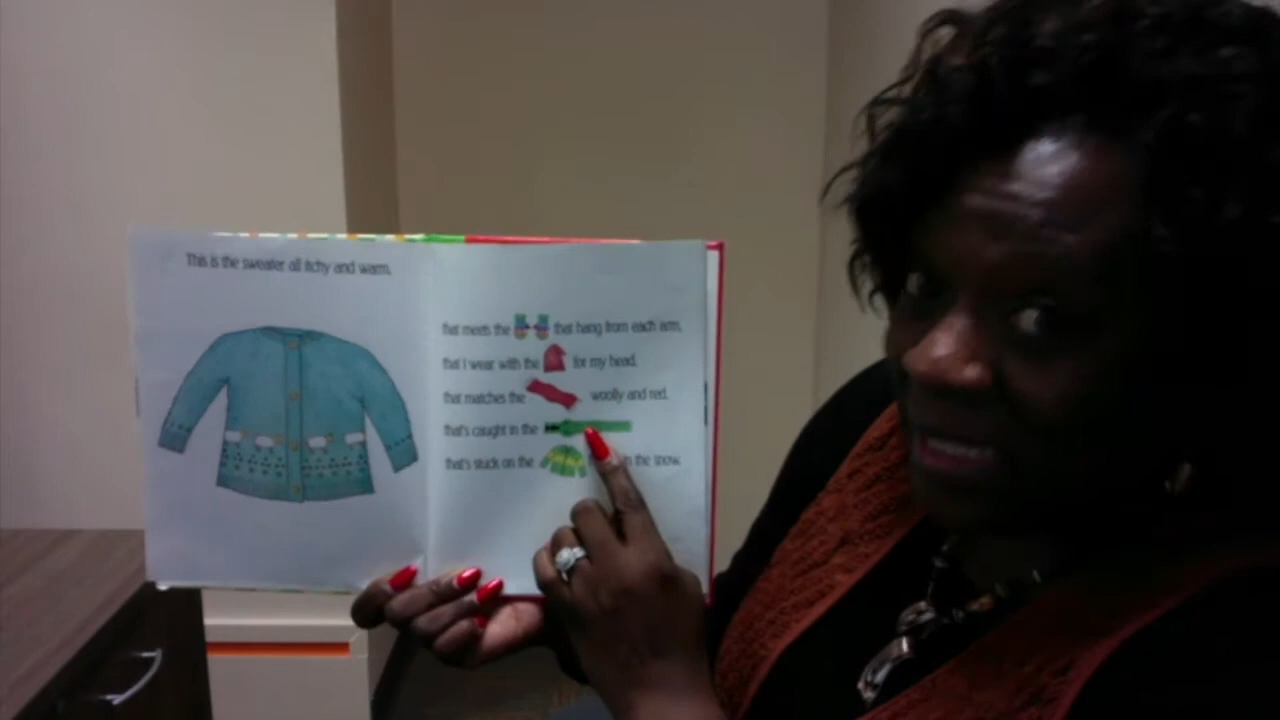 This is the sweater all itchy and warm,
that meets the that hang from each arm,
that I wear with the for my head,
that matches the woolly and red,
that's caught in the
that's stuck on the in the snow.